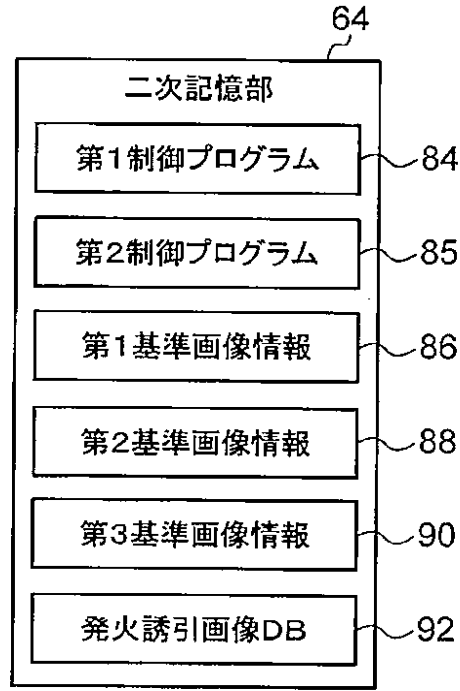 64
二次記憶部
第1制御プログラム 84
第2制御プログラム 85
第1基準画像情報 86
第2基準画像情報 88
第3基準画像情報 90
発火誘引画像DB 92